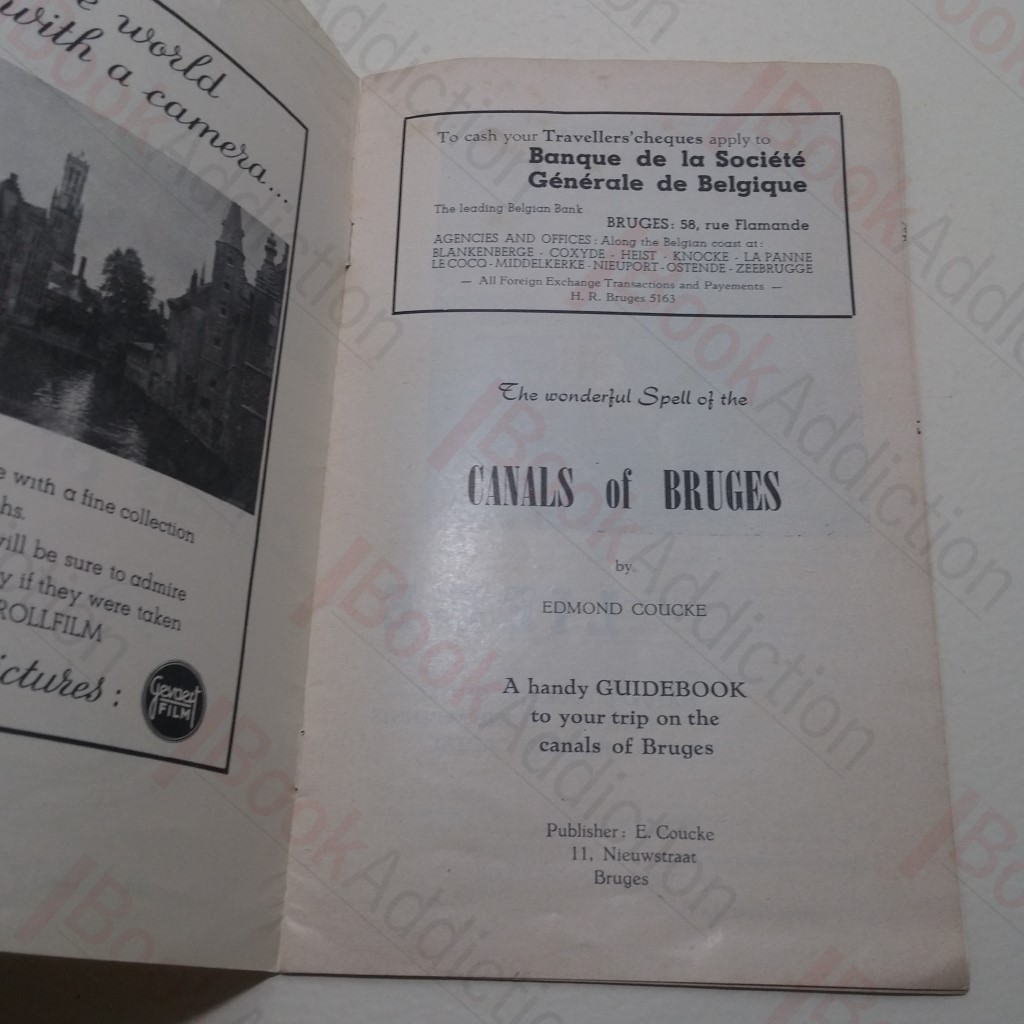 e world
with a camera...
e with a fine collection
hs.
will be sure to admire
y if they were taken
ROLLFILM
ictures:
Gevaert
FILM
To cash your Travellers'cheques apply to
Banque de la Société
Générale de Belgique
The leading Belgian Bank
BRUGES: 58, rue Flamande
AGENCIES AND OFFICES: Along the Belgian coast at:
BLANKENBERGE - COXYDE - HEIST - KNOCKE - LA PANNE
LE COCQ - MIDDELKERKE - NIEUPORT - OSTENDE - ZEEBRUGGE
— All Foreign Exchange Transactions and Payements —
H. R. Bruges 5163
The wonderful Spell of the
CANALS of BRUGES
by
EDMOND COUCKE
A handy GUIDEBOOK
to your trip on the
canals of Bruges
Publisher: E. Coucke
11, Nieuwstraat
Bruges
BookAddiction